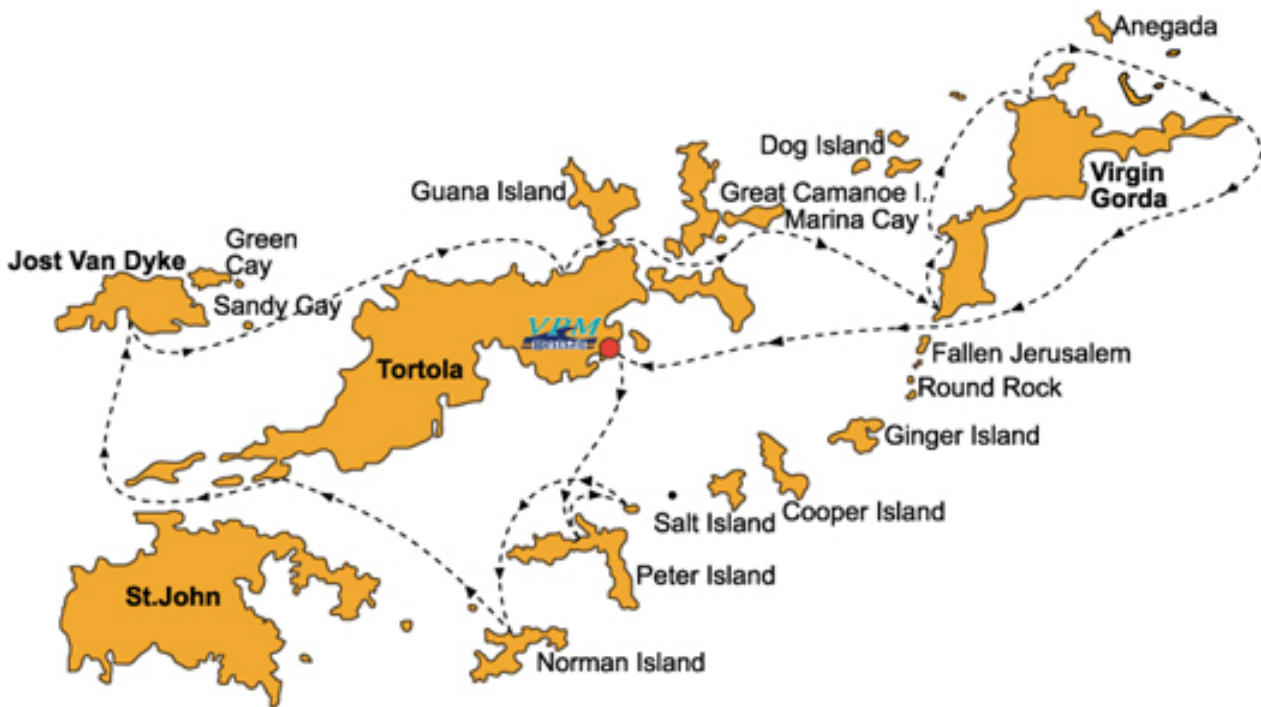 Anegada
Dog Island
Virgin
Gorda
Guana Island
Great Camanoe I.
Marina Cay
Green
Cay
Jost Van Dyke
Sandy Gay
VPM
Tortola
Fallen Jerusalem
Round Rock
Ginger Island
Salt Island
Cooper Island
Peter Island
St.John
Norman Island